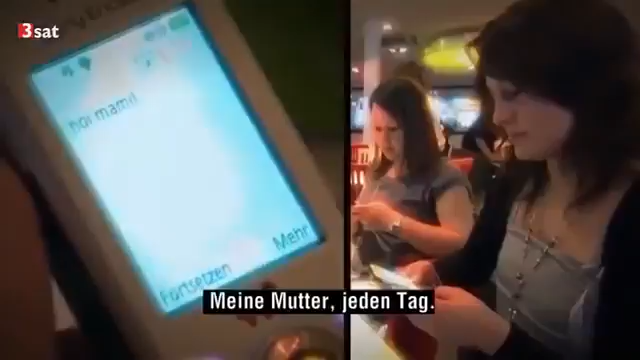 3sat
hoi mami!
Fortsetzen
Mehr
Meine Mutter, jeden Tag.